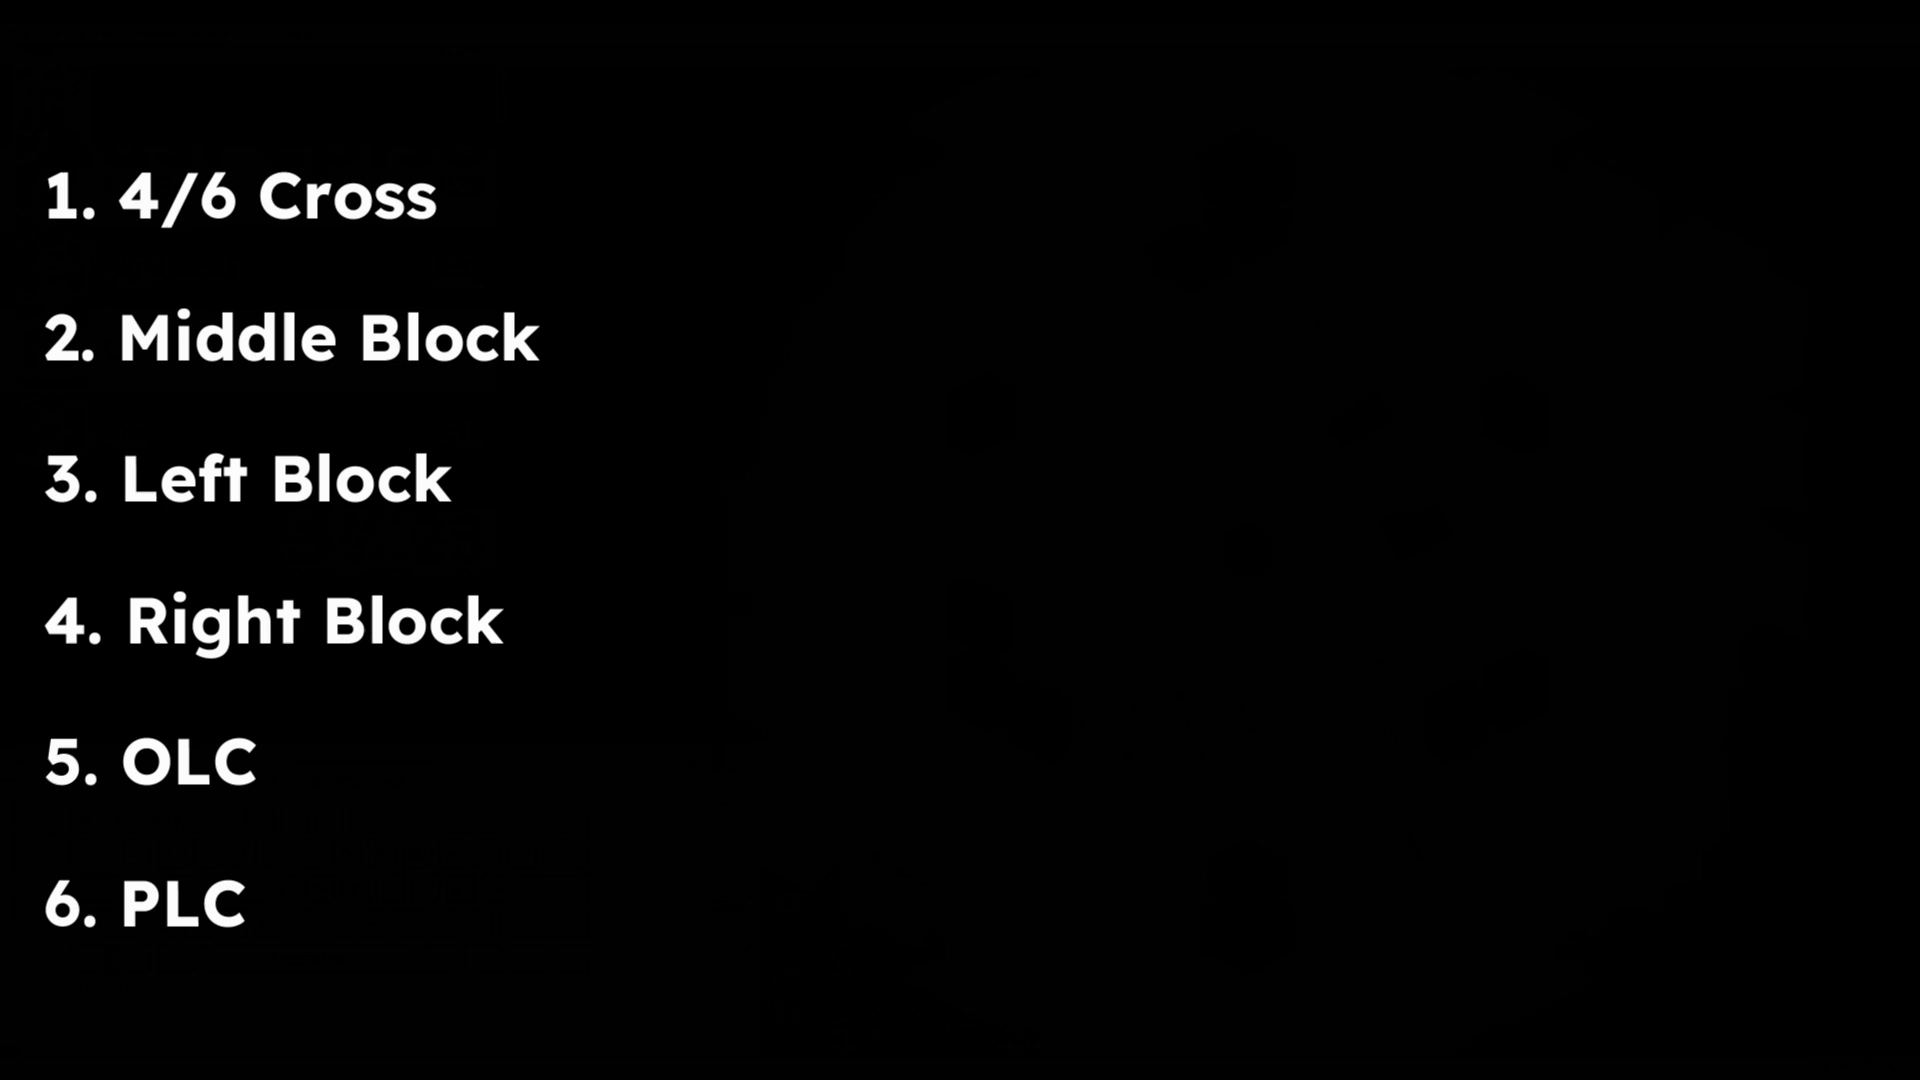 1. 4/6 Cross
2. Middle Block
3. Left Block
4. Right Block
5. OLC
6. PLC